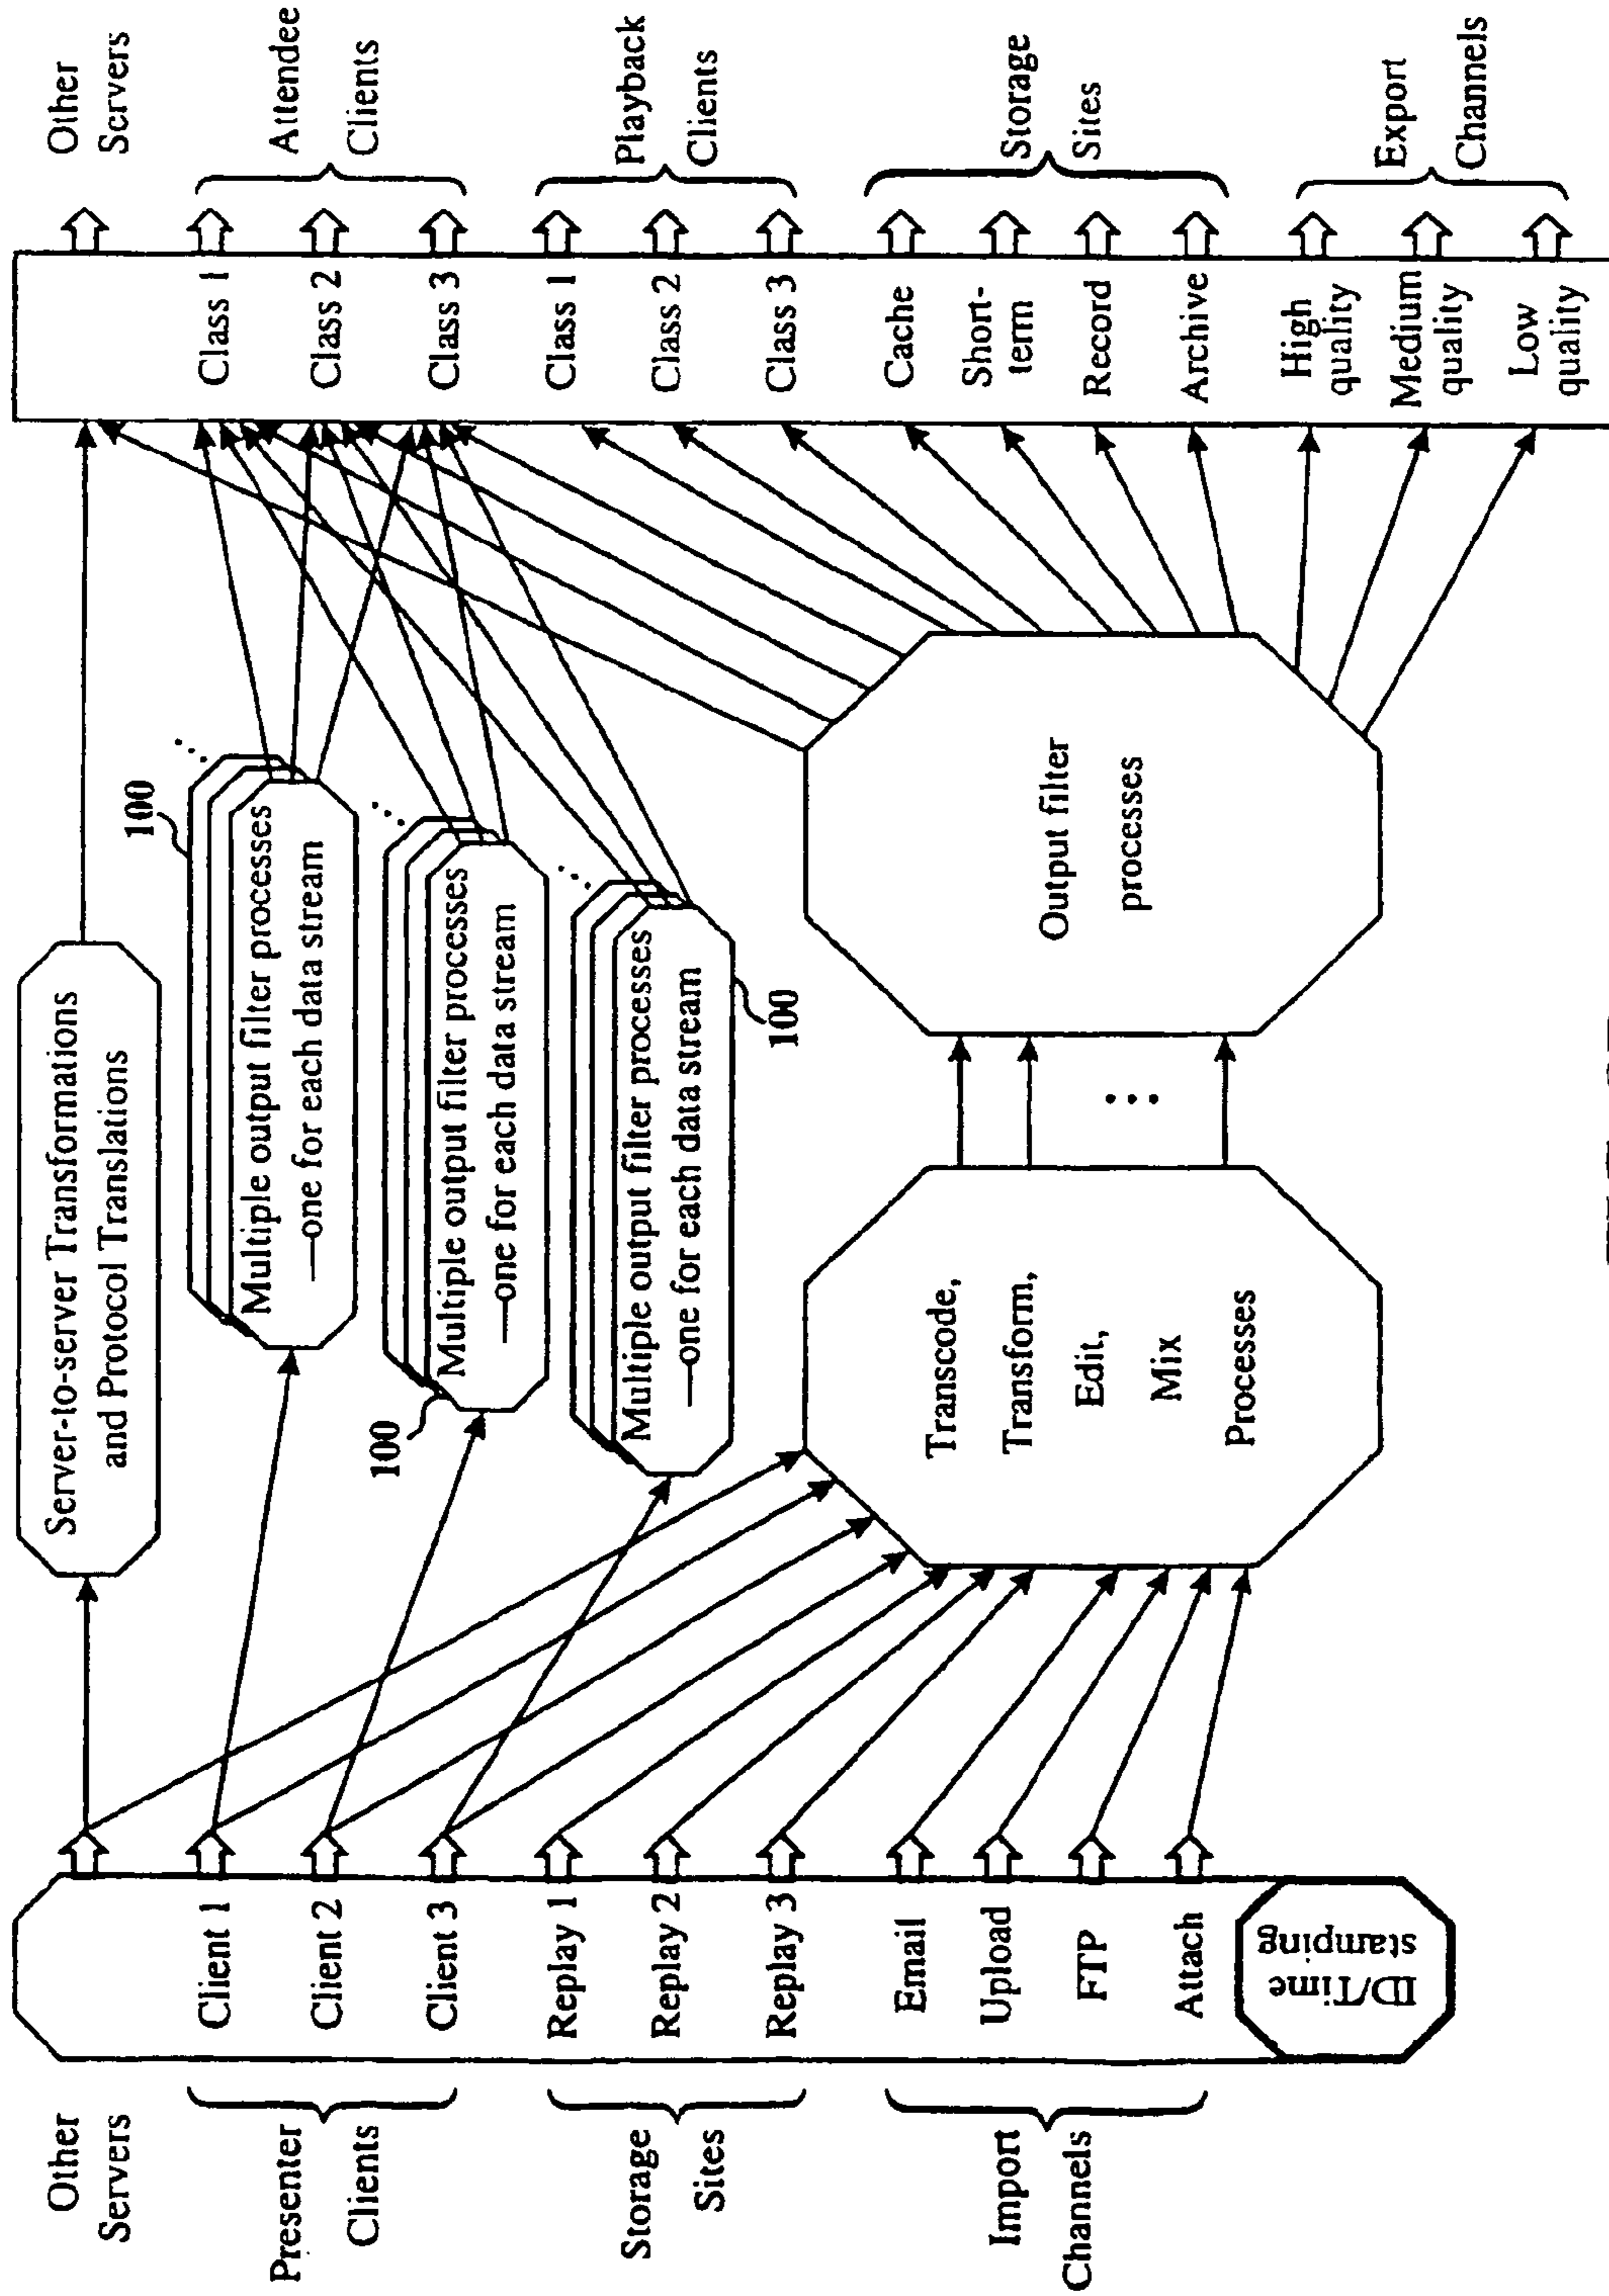 Other
Servers
Presenter
Clients
Storage
Sites
Import
Channels
Client 1
Client 2
Client 3
Replay 1
Replay 2
Replay 3
Email
Upload
FTP
Attach
ID/Time
stamping
Server-to-server Transformations
and Protocol Translations
100
Multiple output filter processes
—one for each data stream
100
Multiple output filter processes
—one for each data stream
Multiple output filter processes
—one for each data stream
100
Transcode,
Transform,
Edit,
Mix
Processes
...
Output filter
processes
Class 1
Class 2
Class 3
Class 1
Class 2
Class 3
Cache
Short-
term
Record
Archive
High
quality
Medium
quality
Low
quality
Other
Servers
Attendee
Clients
Playback
Clients
Storage
Sites
Export
Channels